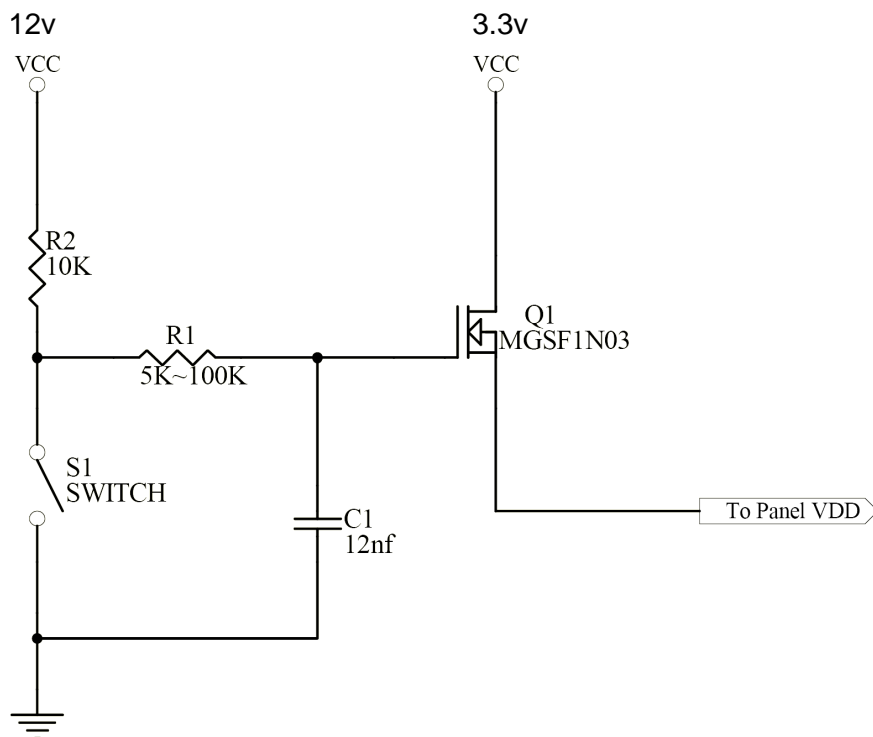 12v
3.3v
VCC
VCC
R2
10K
R1
5K~100K
Q1
MGSF1N03
S1
SWITCH
C1
12nf
To Panel VDD